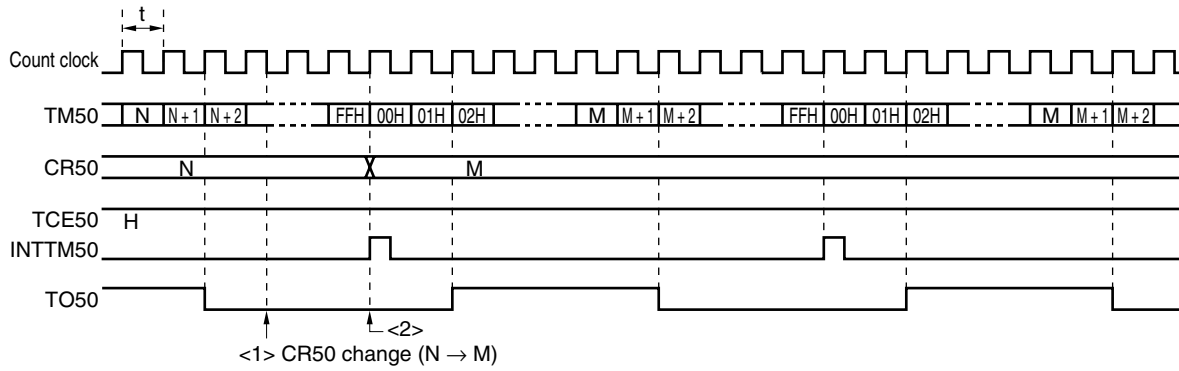 t
Count clock
TM50 N N + 1 N + 2 FFH 00H 01H 02H M M + 1 M + 2 FFH 00H 01H 02H M M + 1 M + 2
CR50 N M
TCE50 H
INTTM50
TO50
<2>
<1> CR50 change (N → M)